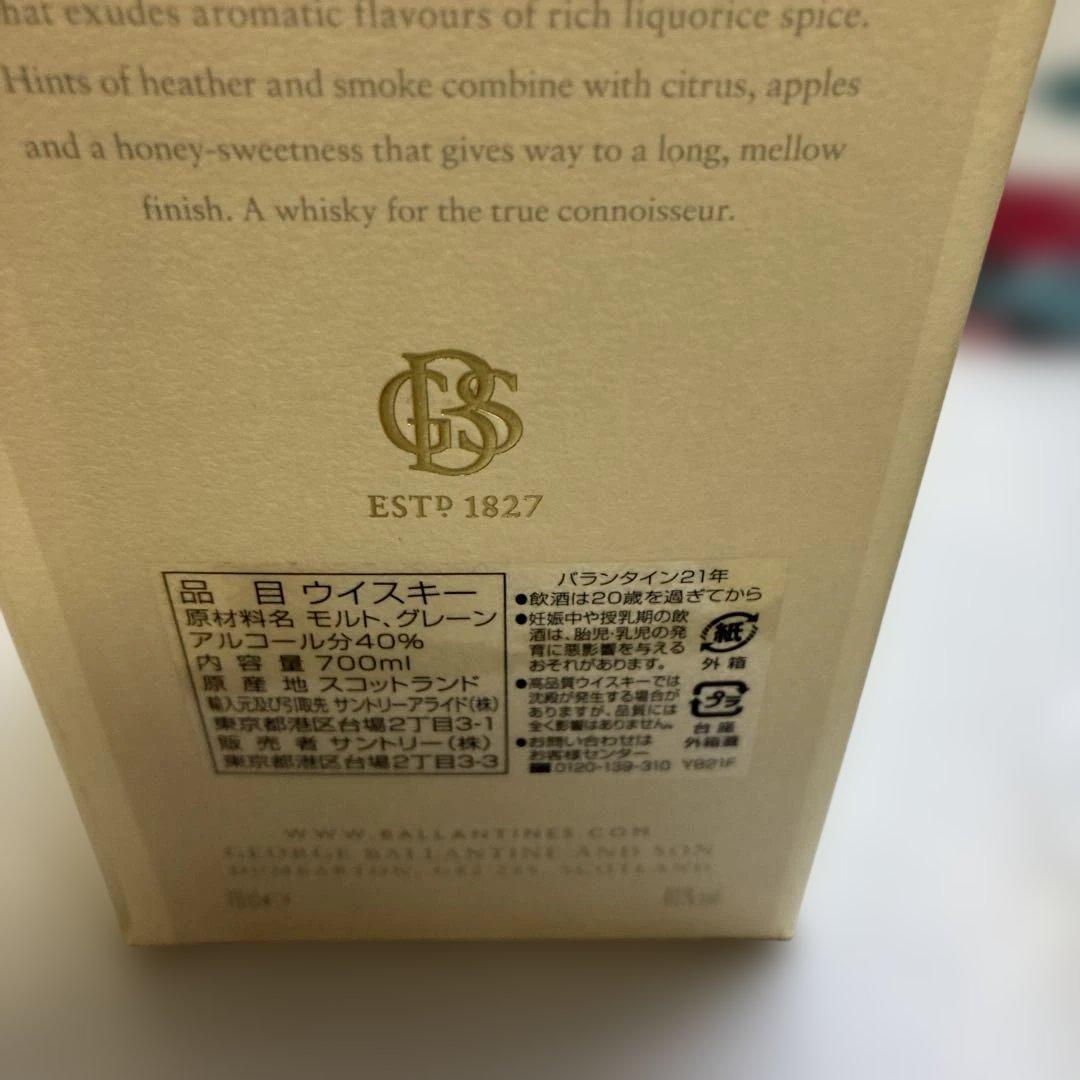 hat exudes aromatic flavours of rich liquorice spice.
Hints of heather and smoke combine with citrus, apples
and a honey-sweetness that gives way to a long, mellow
finish. A whisky for the true connoisseur.
GBS
ESTD 1827
品目 ウイスキー
原材料名 モルト、グレーン
アルコール分40%
内容量 700ml
原産地 スコットランド
輸入元及び引取先 サントリーアライド(株)
東京都港区台場2丁目3-1
販売者 サントリー(株)
東京都港区台場2丁目3-3
バランタイン21年
●飲酒は20歳を過ぎてから
●妊娠中や授乳期の飲
酒は、胎児・乳児の発
育に悪影響を与える
おそれがあります。
●高品質ウイスキーでは
沈殿が発生する場合が
ありますが、品質には
全く影響はありません。
●お問い合わせは
お客様センター
0120-139-310 YB21F
紙
外箱
プラ
台座
外箱蓋
WWW.BALLANTINES.COM
GEORGE BALLANTINE AND SON
DUMBARTON, G82 2SS, SCOTLAND